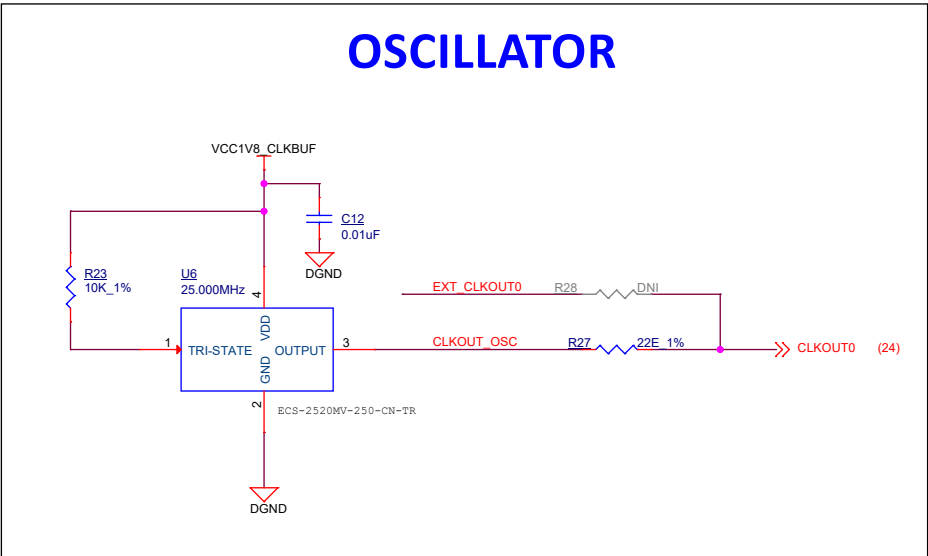 OSCILLATOR
VCC1V8_CLKBUF
C12
0.01uF
DGND
R23
10K_1%
U6
25.000MHz
4
EXT_CLKOUT0 R28 DNI
1 TRI-STATE VDD GND OUTPUT 3
CLKOUT_OSC R27 22E_1%
CLKOUT0 (24)
2
ECS-2520MV-250-CN-TR
DGND